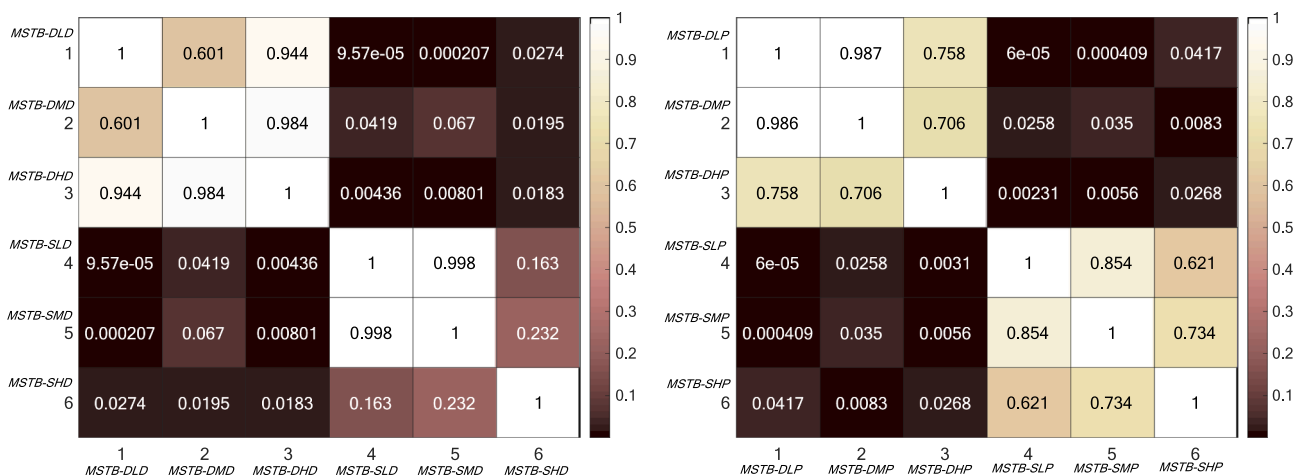 MSTB-DLD
1 1 0.601 0.944 9.57e-05 0.000207 0.0274
MSTB-DMD
2 0.601 1 0.984 0.0419 0.067 0.0195
MSTB-DHD
3 0.944 0.984 1 0.00436 0.00801 0.0183
MSTB-SLD
4 9.57e-05 0.0419 0.00436 1 0.998 0.163
MSTB-SMD
5 0.000207 0.067 0.00801 0.998 1 0.232
MSTB-SHD
6 0.0274 0.0195 0.0183 0.163 0.232 1
1 2 3 4 5 6
MSTB-DLD MSTB-DMD MSTB-DHD MSTB-SLD MSTB-SMD MSTB-SHD
1
0.9
0.8
0.7
0.6
0.5
0.4
0.3
0.2
0.1
MSTB-DLP
1 1 0.987 0.758 6e-05 0.000409 0.0417
MSTB-DMP
2 0.986 1 0.706 0.0258 0.035 0.0083
MSTB-DHP
3 0.758 0.706 1 0.00231 0.0056 0.0268
MSTB-SLP
4 6e-05 0.0258 0.0031 1 0.854 0.621
MSTB-SMP
5 0.000409 0.035 0.0056 0.854 1 0.734
MSTB-SHP
6 0.0417 0.0083 0.0268 0.621 0.734 1
1 2 3 4 5 6
MSTB-DLP MSTB-DMP MSTB-DHP MSTB-SLP MSTB-SMP MSTB-SHP
1
0.9
0.8
0.7
0.6
0.5
0.4
0.3
0.2
0.1